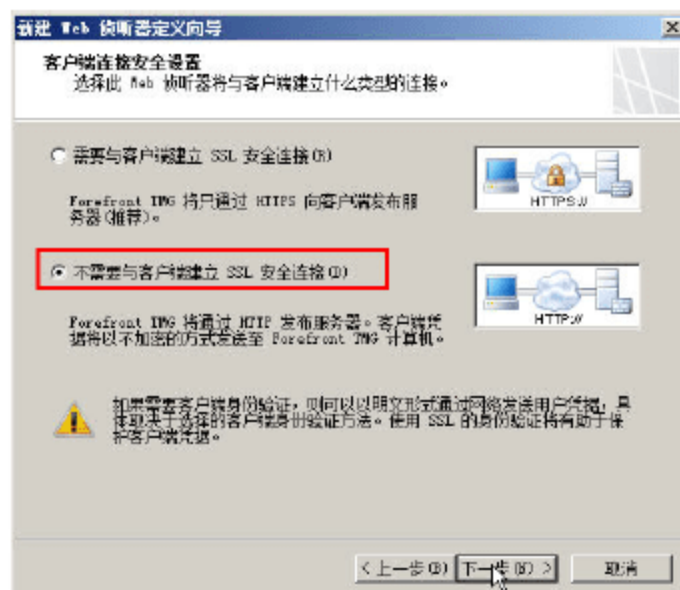 新建 Web 侦听器定义向导
客户端连接安全设置
选择此 Web 侦听器将与客户端建立什么类型的连接。
需要与客户端建立 SSL 安全连接(R)
HTTPS://
Forefront TMG 将只通过 HTTPS 向客户端发布服
务器(推荐)。
不需要与客户端建立 SSL 安全连接(D)
HTTP://
Forefront TMG 将通过 HTTP 发布服务器。客户端凭
据将以不加密的方式发送至 Forefront TMG 计算机。
如果需要客户端身份验证，则可以以明文形式通过网络发送用户凭据，具
体取决于选择的客户端身份验证方法。使用 SSL 的身份验证将有助于保
护客户端凭据。
<上一步(B) 下一步(N) > 取消